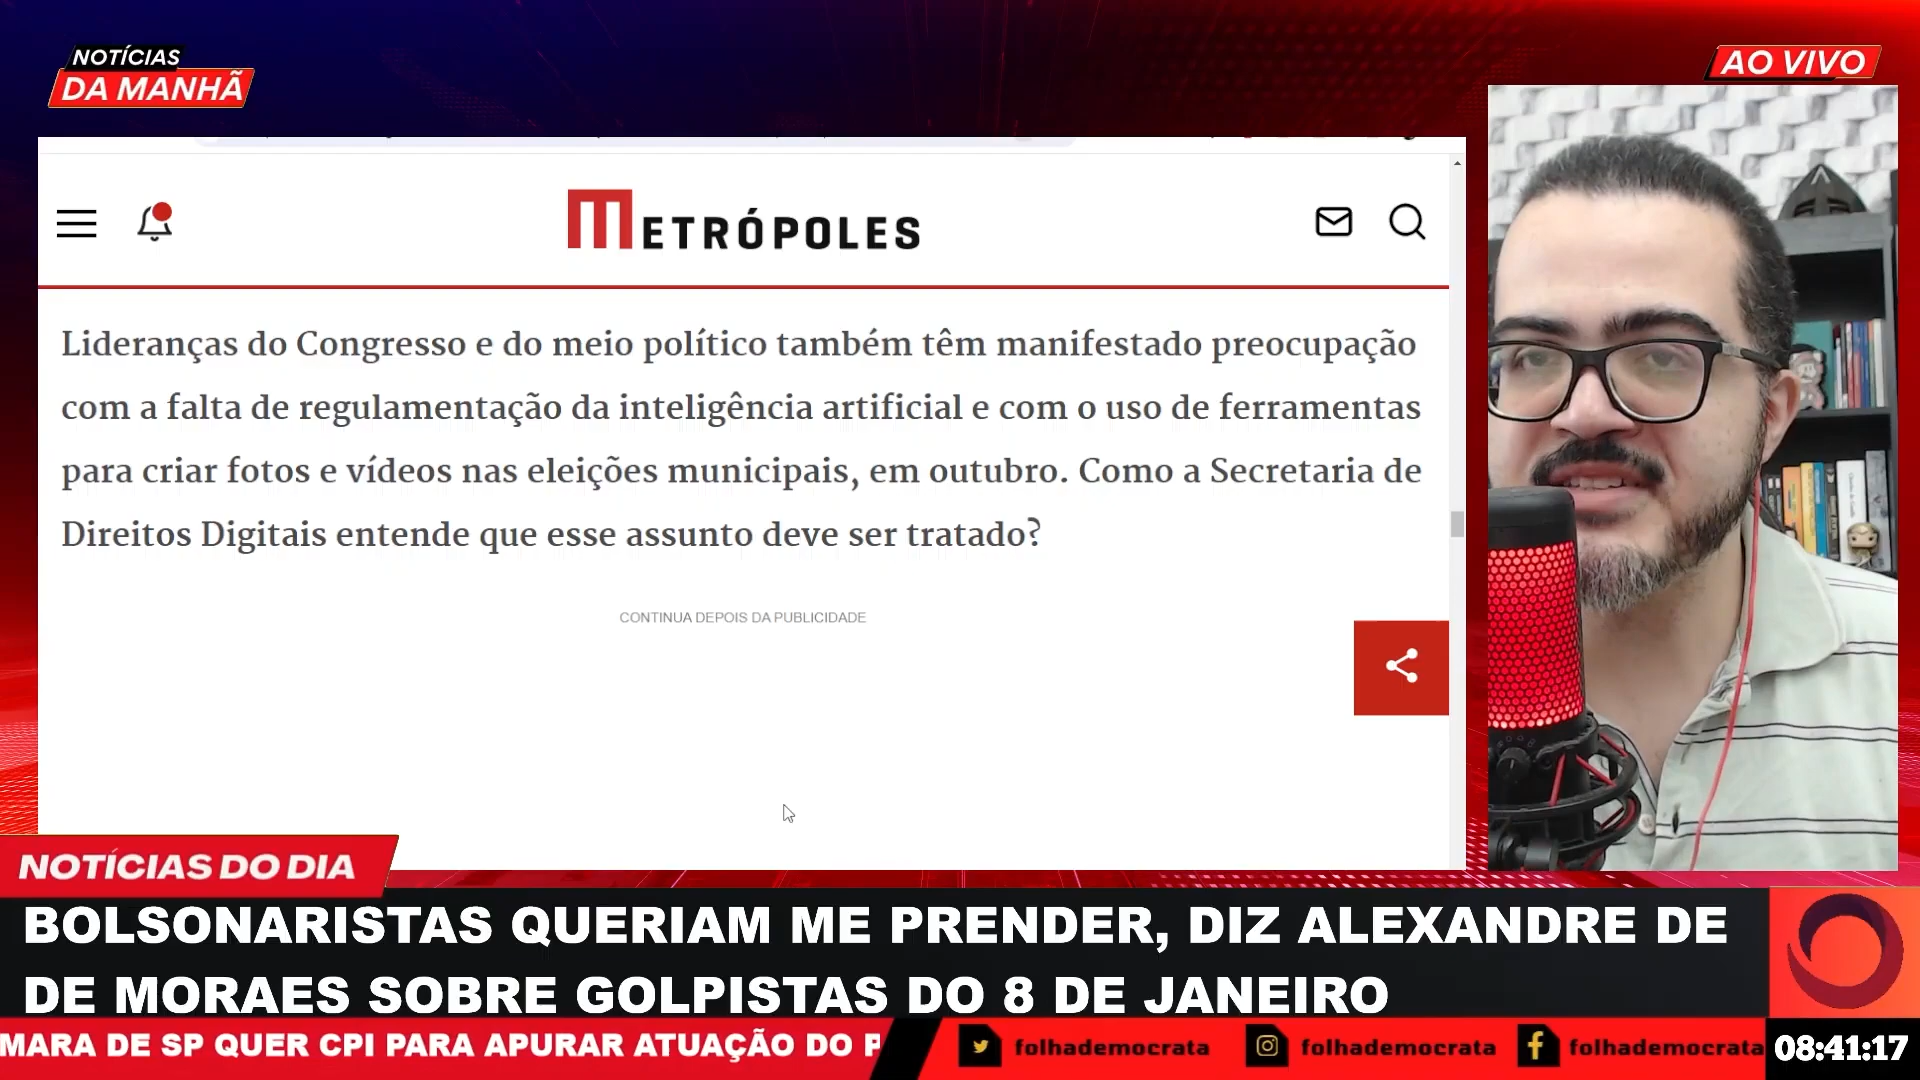 NOTÍCIAS
DA MANHÃ
AO VIVO
METRÓPOLES
Lideranças do Congresso e do meio político também têm manifestado preocupação
com a falta de regulamentação da inteligência artificial e com o uso de ferramentas
para criar fotos e vídeos nas eleições municipais, em outubro. Como a Secretaria de
Direitos Digitais entende que esse assunto deve ser tratado?
CONTINUA DEPOIS DA PUBLICIDADE
NOTÍCIAS DO DIA
BOLSONARISTAS QUERIAM ME PRENDER, DIZ ALEXANDRE DE
DE MORAES SOBRE GOLPISTAS DO 8 DE JANEIRO
MARA DE SP QUER CPI PARA APURAR ATUAÇÃO DO P
folhademocrata
folhademocrata
folhademocrata
08:41:17